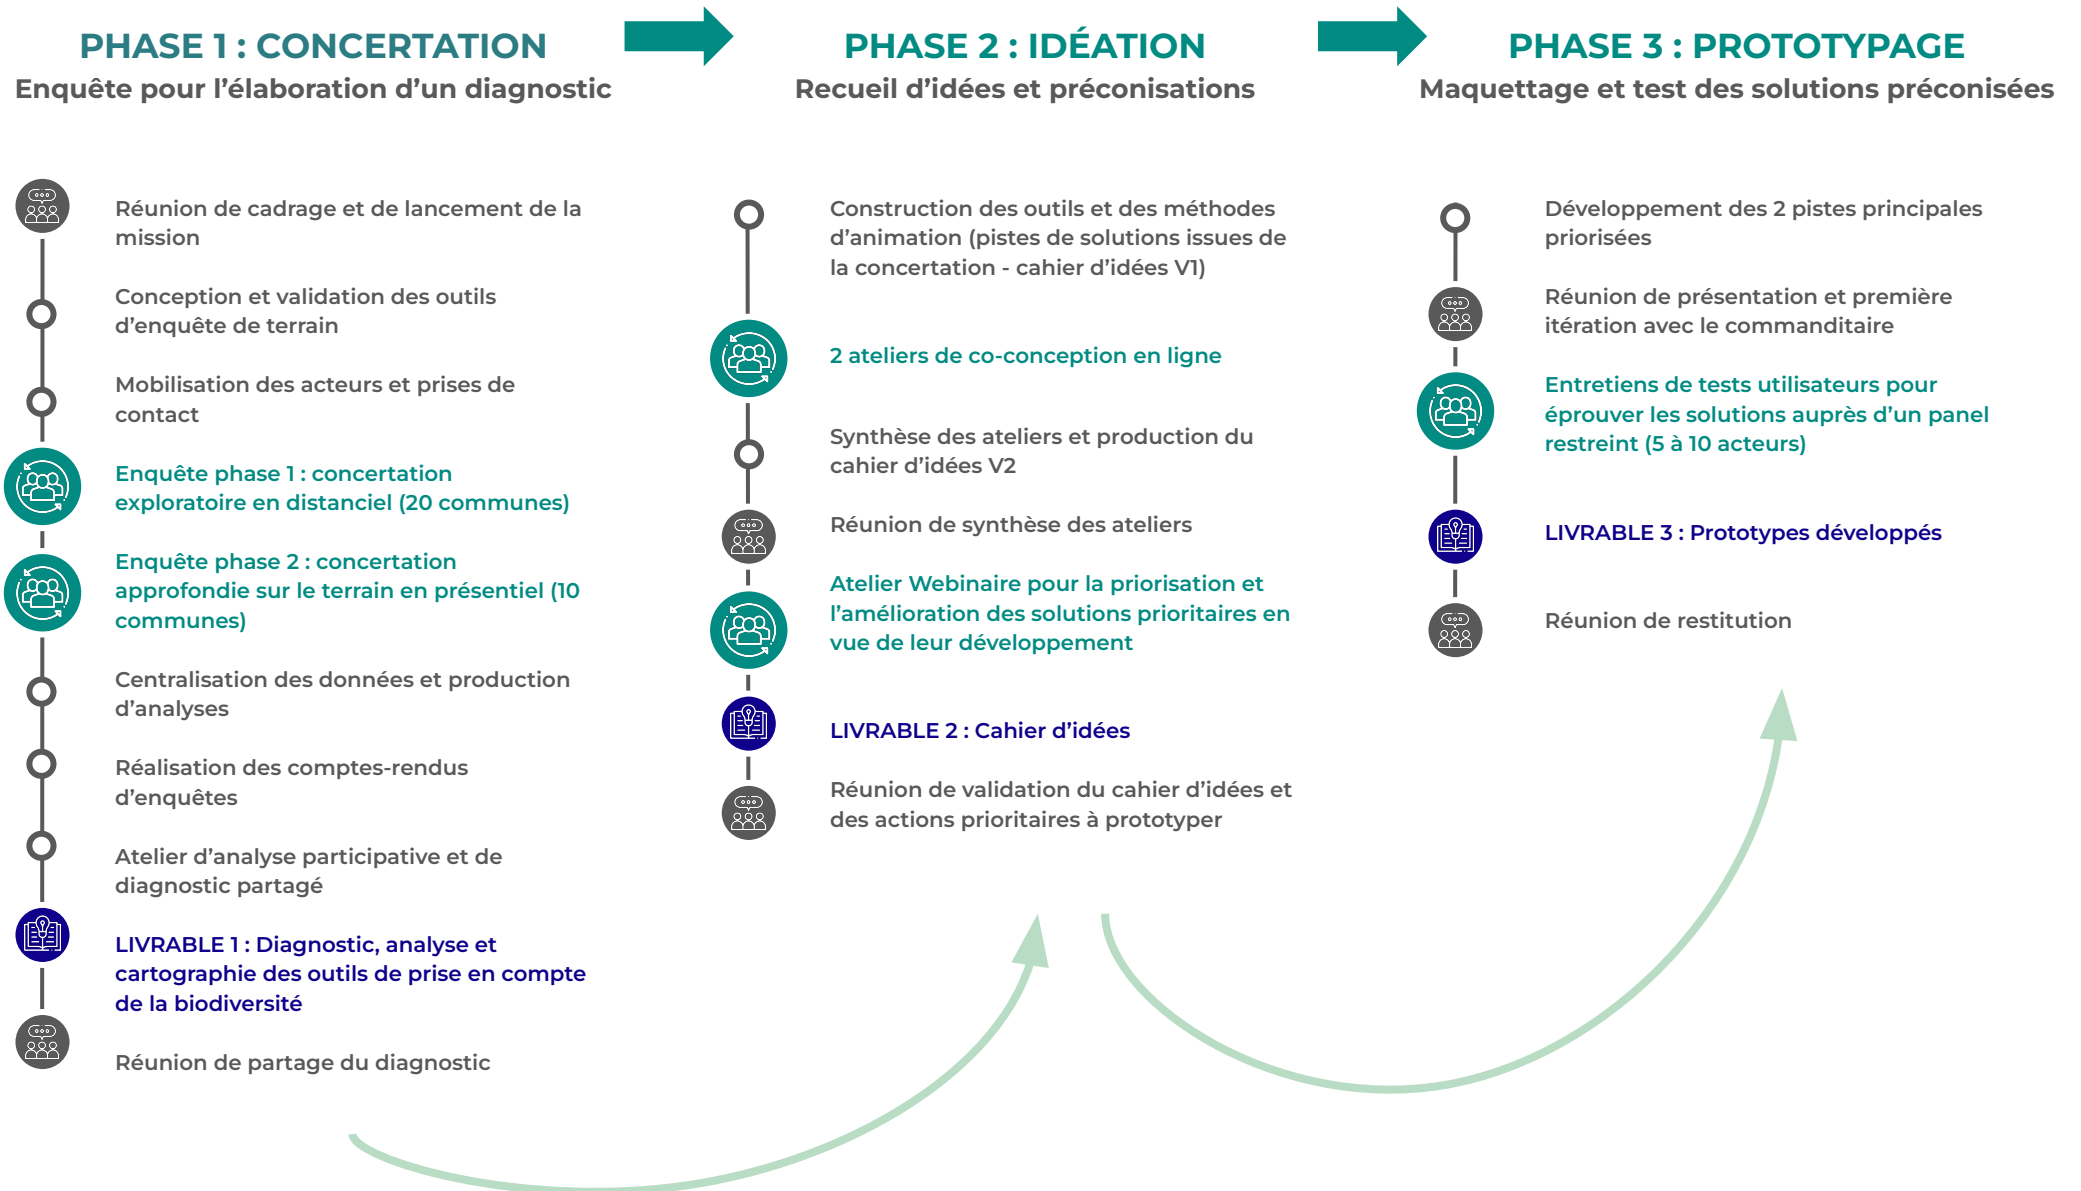 PHASE 1 : CONCERTATION
Enquête pour l’élaboration d’un diagnostic
Réunion de cadrage et de lancement de la
mission
Conception et validation des outils
d’enquête de terrain
Mobilisation des acteurs et prises de
contact
Enquête phase 1 : concertation
exploratoire en distanciel (20 communes)
Enquête phase 2 : concertation
approfondie sur le terrain en présentiel (10
communes)
Centralisation des données et production
d’analyses
Réalisation des comptes-rendus
d’enquêtes
Atelier d’analyse participative et de
diagnostic partagé
LIVRABLE 1 : Diagnostic, analyse et
cartographie des outils de prise en compte
de la biodiversité
Réunion de partage du diagnostic
PHASE 2 : IDÉATION
Recueil d’idées et préconisations
Construction des outils et des méthodes
d’animation (pistes de solutions issues de
la concertation - cahier d’idées V1)
2 ateliers de co-conception en ligne
Synthèse des ateliers et production du
cahier d’idées V2
Réunion de synthèse des ateliers
Atelier Webinaire pour la priorisation et
l’amélioration des solutions prioritaires en
vue de leur développement
LIVRABLE 2 : Cahier d’idées
Réunion de validation du cahier d’idées et
des actions prioritaires à prototyper
PHASE 3 : PROTOTYPAGE
Maquettage et test des solutions préconisées
Développement des 2 pistes principales
priorisées
Réunion de présentation et première
itération avec le commanditaire
Entretiens de tests utilisateurs pour
éprouver les solutions auprès d’un panel
restreint (5 à 10 acteurs)
LIVRABLE 3 : Prototypes développés
Réunion de restitution